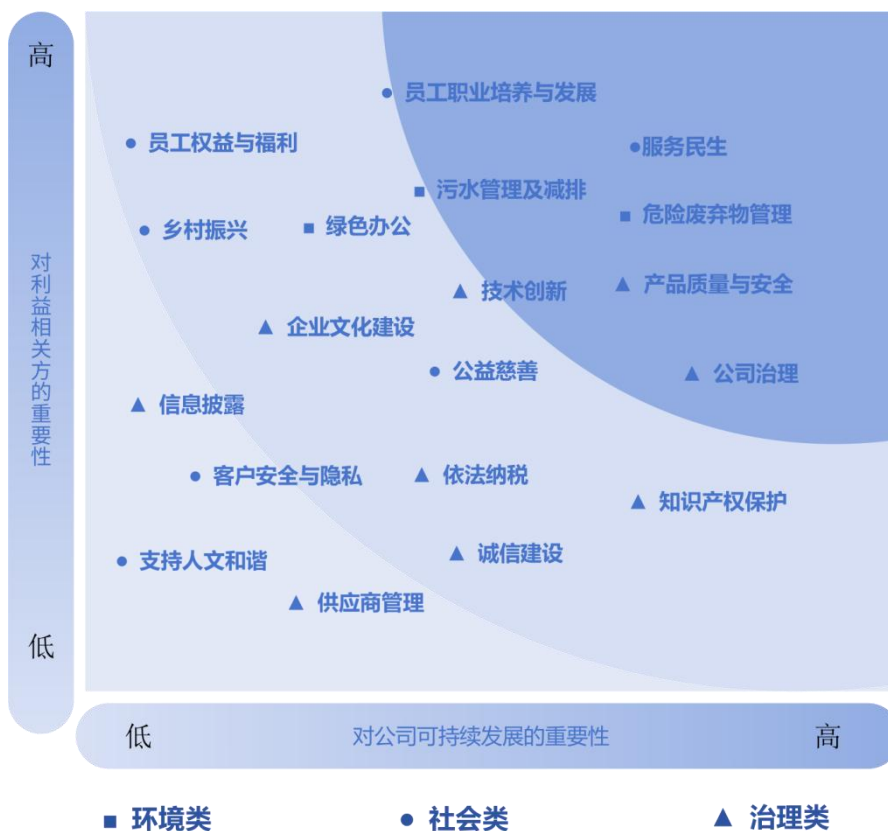 高
员工职业培养与发展
员工权益与福利
服务民生
污水管理及减排
危险废弃物管理
乡村振兴
绿色办公
产品质量与安全
技术创新
企业文化建设
公益慈善
公司治理
信息披露
客户安全与隐私
依法纳税
知识产权保护
诚信建设
支持人文和谐
供应商管理
对利益相关方的重要性
低
低
对公司可持续发展的重要性
高
环境类
社会类
治理类